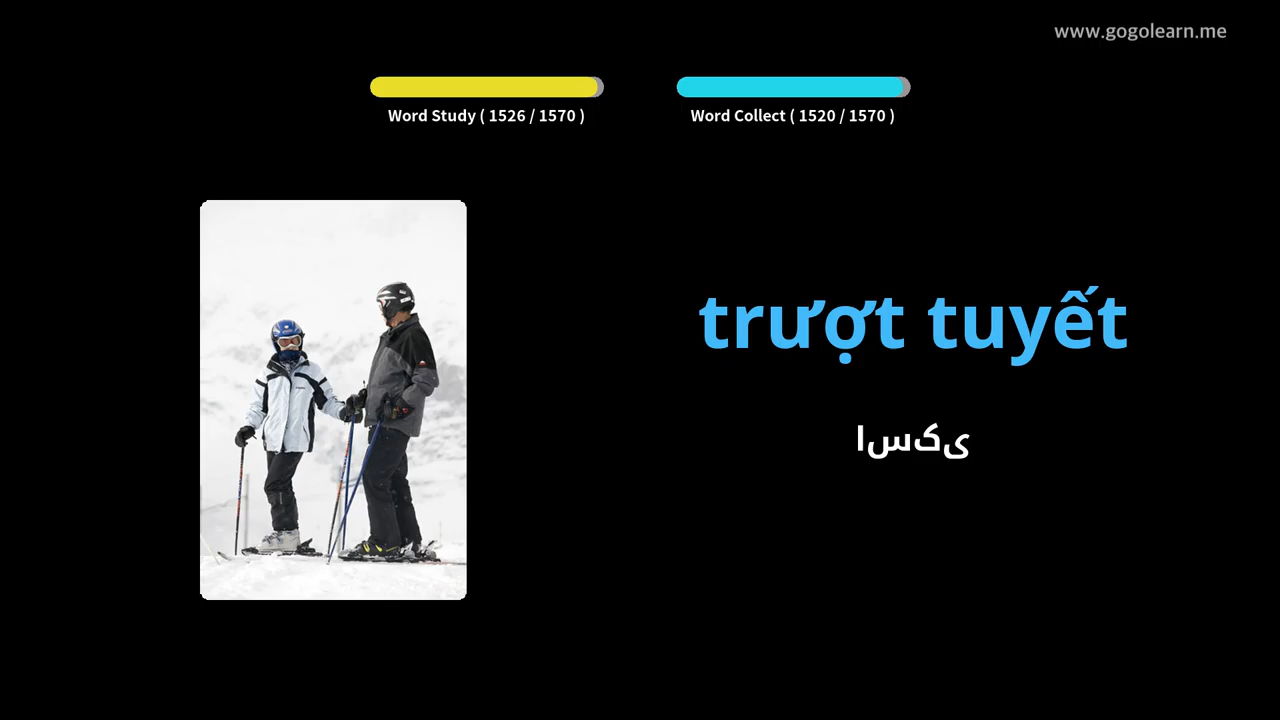 www.gogolearn.me
Word Study ( 1526 / 1570 )
Word Collect ( 1520 / 1570 )
trượt tuyết
اسکی